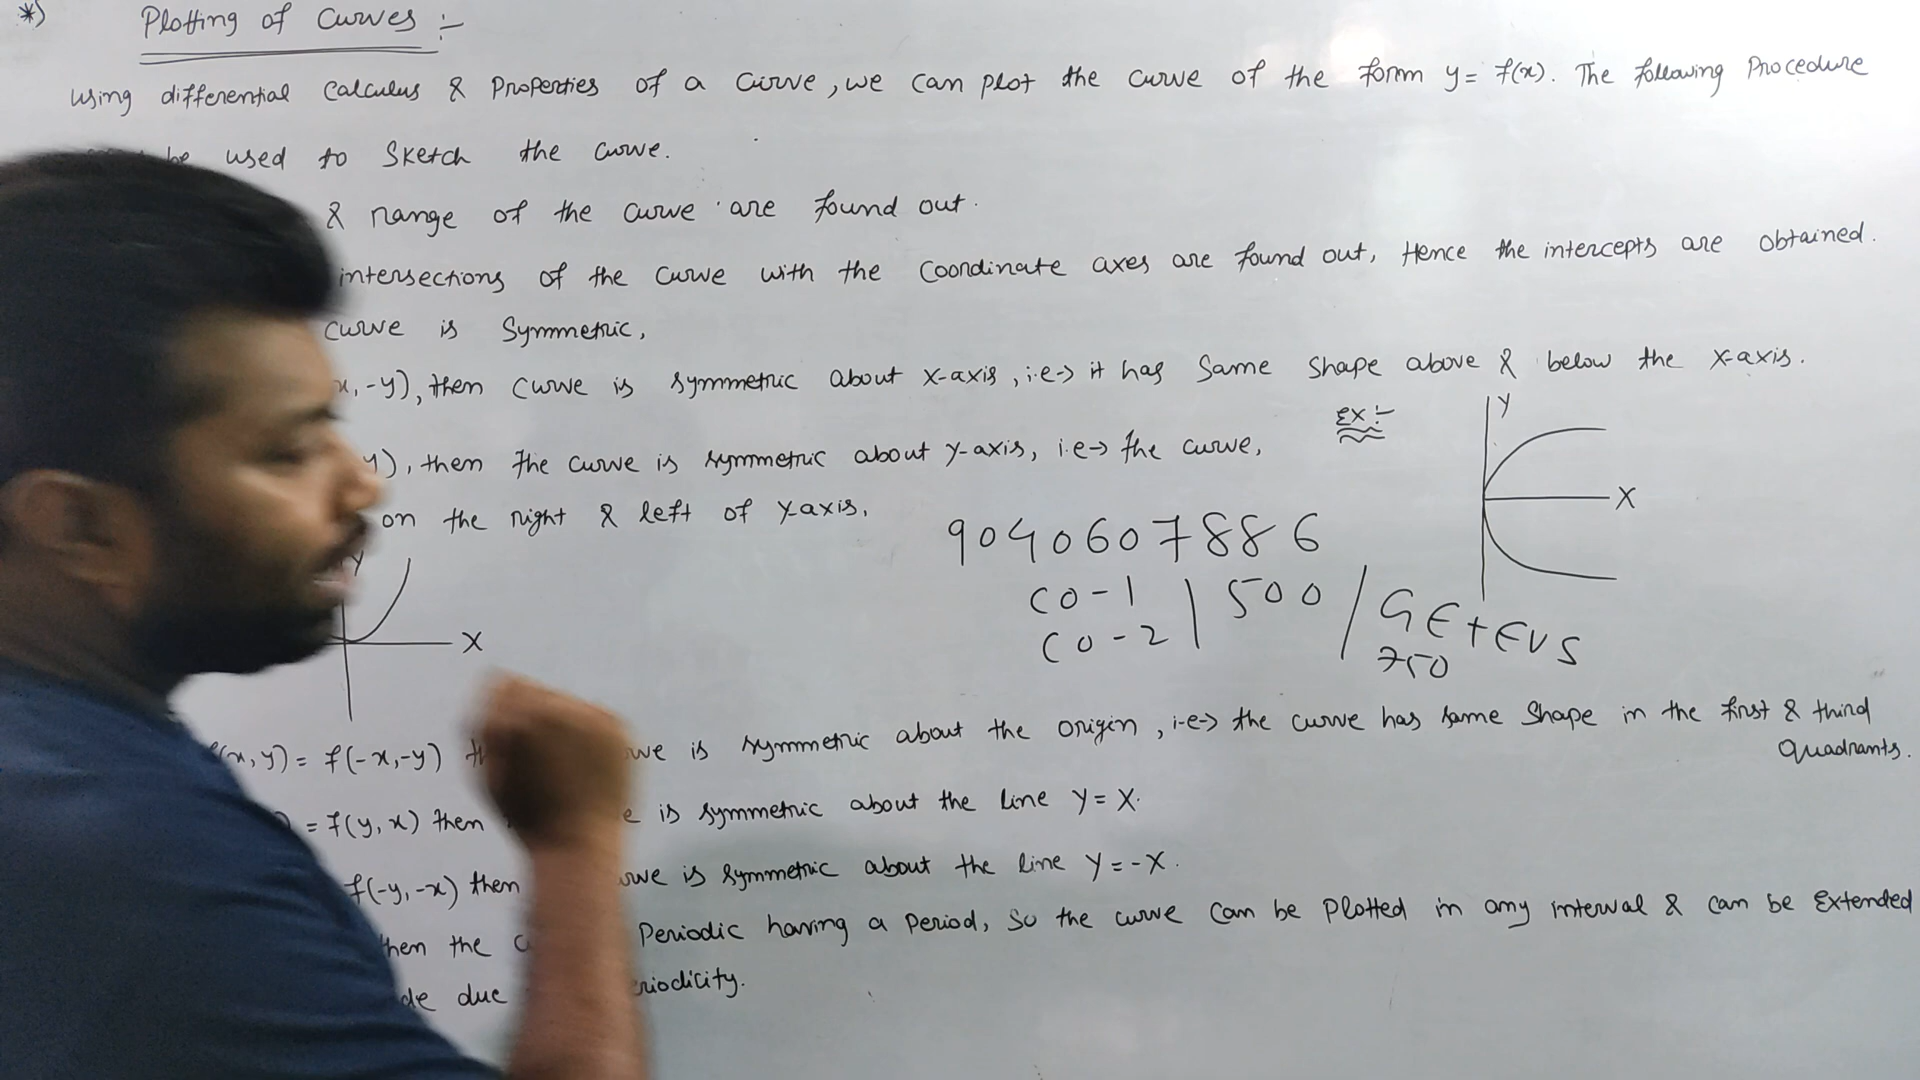 *) Plotting of Curves :-
using differential calculus & Properties of a curve, we can plot the curve of the form y = f(x). The following Procedure
be used to sketch the curve.
& range of the curve are found out.
intersections of the curve with the coordinate axes are found out, Hence the intercepts are obtained.
curve is Symmetric,
x, -y), then curve is symmetric about x-axis, i.e→ it has same shape above & below the x-axis.
Ex :-
Y
X
y), then the curve is symmetric about y-axis, i.e→ the curve,
on the right & left of y-axis.
9040607886
CO-1 | 500 / GE+EVS
CO-2 750
Y
X
(x, y) = f(-x, -y) is symmetric about the origin, i-e→ the curve has same shape in the first & third
quadrants.
) = f(y, x) then is symmetric about the line y = x.
f(-y, -x) then is symmetric about the line y = -x.
then the Periodic having a Period, so the curve can be plotted in any interval & can be extended
due